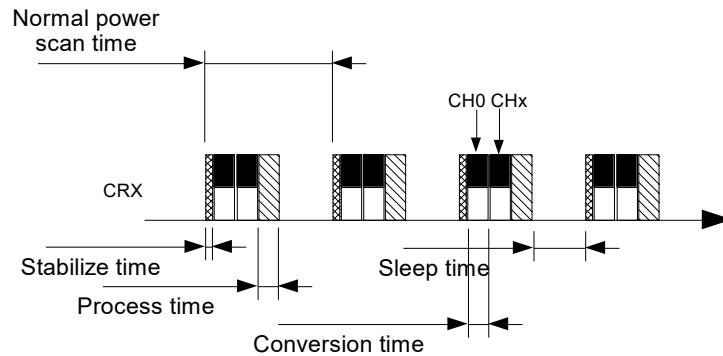 Normal power
scan time
CH0 CHx
CRX
Stabilize time
Sleep time
Process time
Conversion time